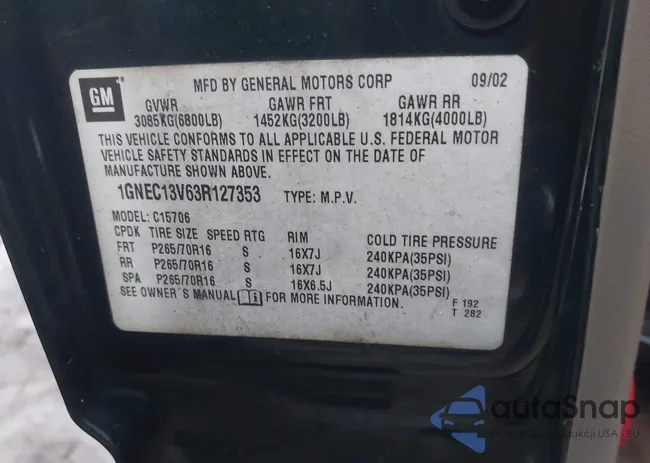 GM
MFD BY GENERAL MOTORS CORP 09/02
GVWR GAWR FRT GAWR RR
3085KG(6800LB) 1452KG(3200LB) 1814KG(4000LB)
THIS VEHICLE CONFORMS TO ALL APPLICABLE U.S. FEDERAL MOTOR
VEHICLE SAFETY STANDARDS IN EFFECT ON THE DATE OF
MANUFACTURE SHOWN ABOVE.
1GNEC13V63R127353 TYPE: M.P.V.
MODEL: C15706
CPDK TIRE SIZE SPEED RTG RIM COLD TIRE PRESSURE
FRT P265/70R16 S 16X7J 240KPA(35PSI)
RR P265/70R16 S 16X7J 240KPA(35PSI)
SPA P265/70R16 S 16X6.5J 240KPA(35PSI)
SEE OWNER'S MANUAL FOR MORE INFORMATION.
F 192
T 282
autaSnap
aukcji USA i EU